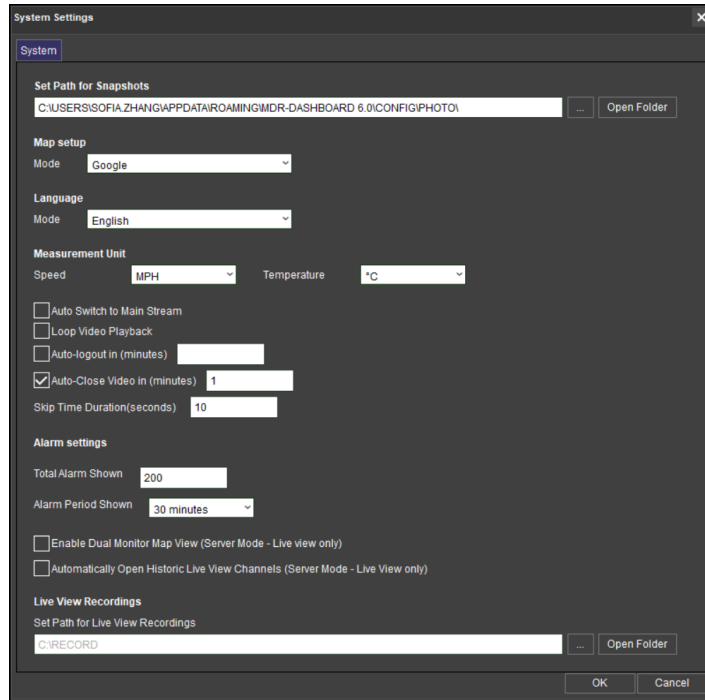 System Settings
System
Set Path for Snapshots
C:\USERS\SOFIA.ZHANG\APPDATA\ROAMING\MDR-DASHBOARD 6.0\CONFIG\PHOTO\ ... Open Folder
Map setup
Mode Google
Language
Mode English
Measurement Unit
Speed MPH Temperature °C
Auto Switch to Main Stream
Loop Video Playback
Auto-logout in (minutes)
Auto-Close Video in (minutes) 1
Skip Time Duration(seconds) 10
Alarm settings
Total Alarm Shown 200
Alarm Period Shown 30 minutes
Enable Dual Monitor Map View (Server Mode - Live view only)
Automatically Open Historic Live View Channels (Server Mode - Live View only)
Live View Recordings
Set Path for Live View Recordings
C:\RECORD ... Open Folder
OK Cancel